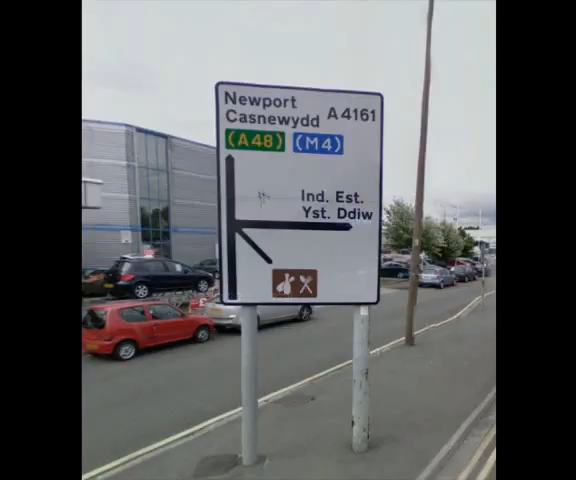 Newport
Casnewydd A4161
(A48) (M4)
Ind. Est.
Yst. Ddiw